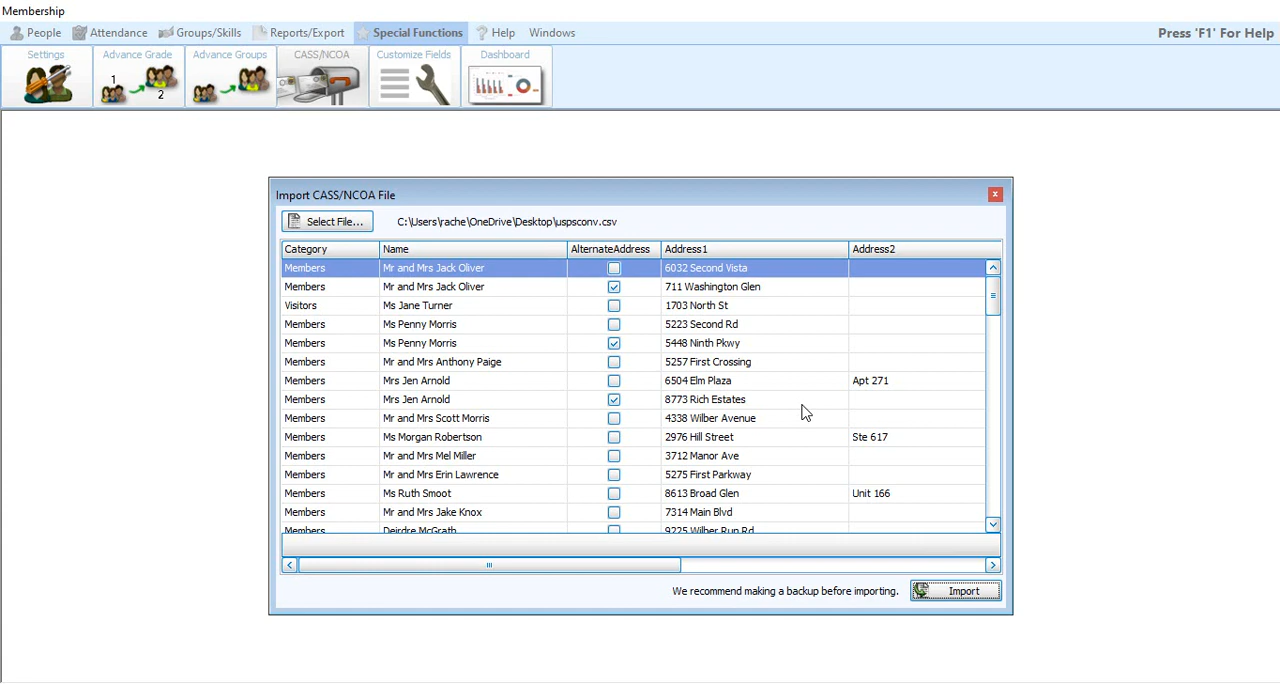 Membership
People Attendance Groups/Skills Reports/Export Special Functions Help Windows Press 'F1' For Help
Settings Advance Grade Advance Groups CASS/NCOA Customize Fields Dashboard
1
2
Import CASS/NCOA File x
Select File... C:\Users\rache\OneDrive\Desktop\uspsconv.csv
Category Name AlternateAddress Address1 Address2
Members Mr and Mrs Jack Oliver 6032 Second Vista
Members Mr and Mrs Jack Oliver 711 Washington Glen
Visitors Ms Jane Turner 1703 North St
Members Ms Penny Morris 5223 Second Rd
Members Ms Penny Morris 5448 Ninth Pkwy
Members Mr and Mrs Anthony Paige 5257 First Crossing
Members Mrs Jen Arnold 6504 Elm Plaza Apt 271
Members Mrs Jen Arnold 8773 Rich Estates
Members Mr and Mrs Scott Morris 4338 Wilber Avenue
Members Ms Morgan Robertson 2976 Hill Street Ste 617
Members Mr and Mrs Mel Miller 3712 Manor Ave
Members Mr and Mrs Erin Lawrence 5275 First Parkway
Members Ms Ruth Smoot 8613 Broad Glen Unit 166
Members Mr and Mrs Jake Knox 7314 Main Blvd
Members Deirdre McGrath 9225 Wilber Run Rd
We recommend making a backup before importing. Import